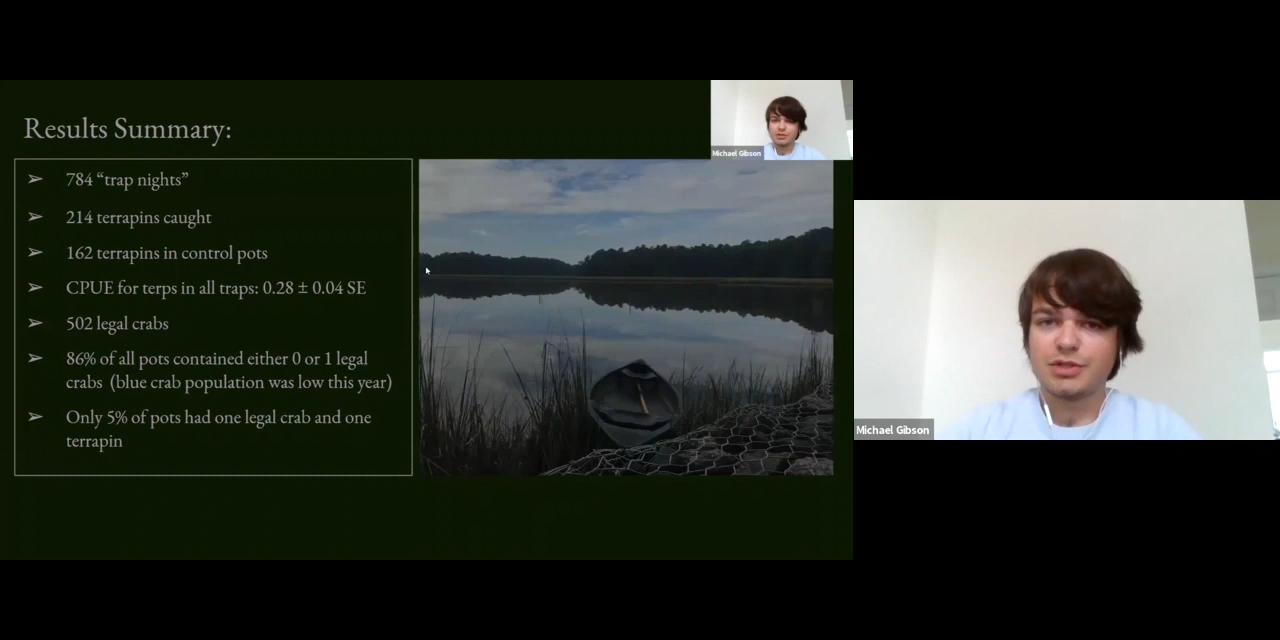 Results Summary:
➢ 784 “trap nights”
➢ 214 terrapins caught
➢ 162 terrapins in control pots
➢ CPUE for terps in all traps: 0.28 ± 0.04 SE
➢ 502 legal crabs
➢ 86% of all pots contained either 0 or 1 legal
crabs (blue crab population was low this year)
➢ Only 5% of pots had one legal crab and one
terrapin
Michael Gibson
Michael Gibson